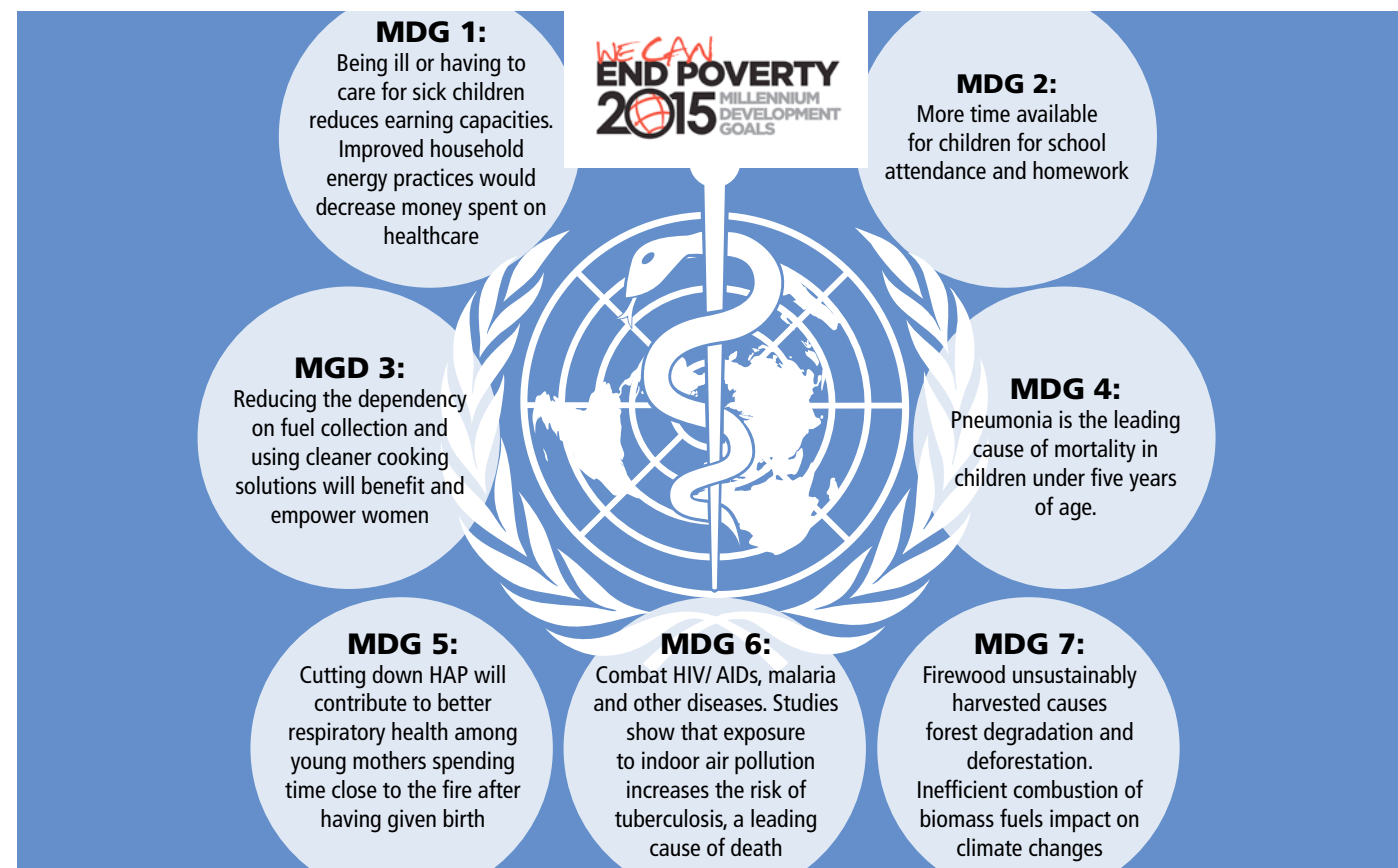 MDG 1:
Being ill or having to
care for sick children
reduces earning capacities.
Improved household
energy practices would
decrease money spent on
healthcare
WE CAN
END POVERTY
2015 MILLENNIUM
DEVELOPMENT
GOALS
MDG 2:
More time available
for children for school
attendance and homework
MGD 3:
Reducing the dependency
on fuel collection and
using cleaner cooking
solutions will benefit and
empower women
MDG 4:
Pneumonia is the leading
cause of mortality in
children under five years
of age.
MDG 5:
Cutting down HAP will
contribute to better
respiratory health among
young mothers spending
time close to the fire after
having given birth
MDG 6:
Combat HIV/ AIDs, malaria
and other diseases. Studies
show that exposure
to indoor air pollution
increases the risk of
tuberculosis, a leading
cause of death
MDG 7:
Firewood unsustainably
harvested causes
forest degradation and
deforestation.
Inefficient combustion of
biomass fuels impact on
climate changes